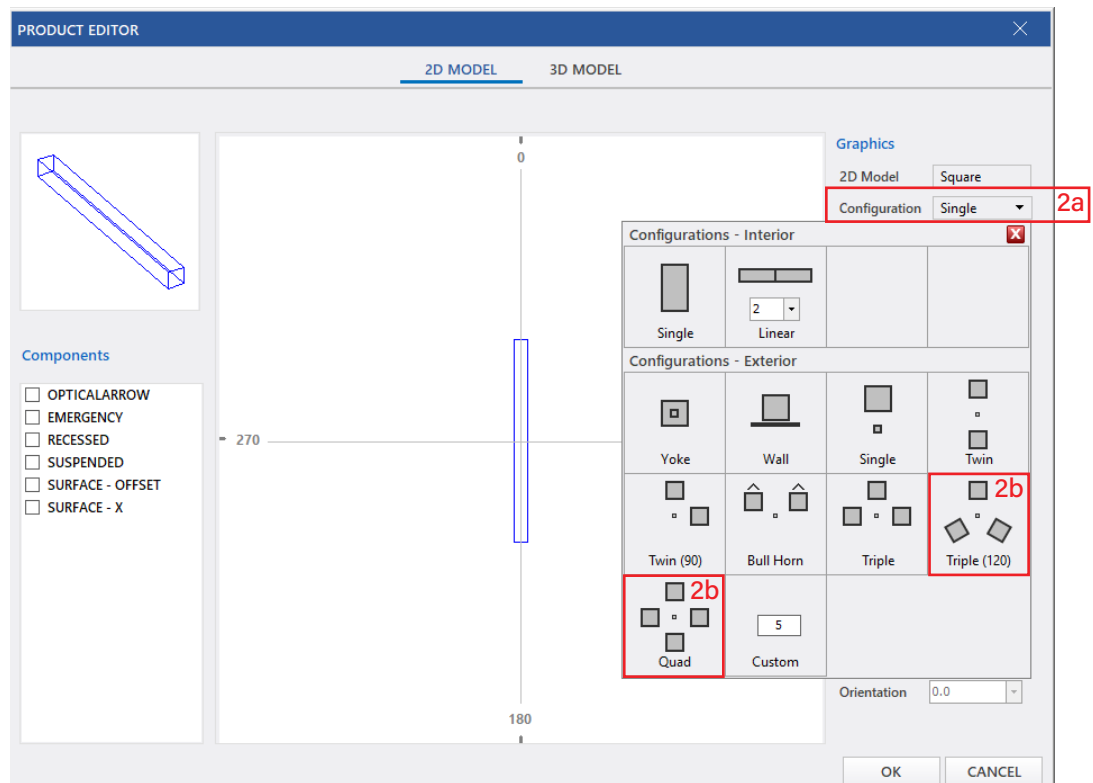 PRODUCT EDITOR
2D MODEL 3D MODEL
0
270
180
Components
OPTICALARROW
EMERGENCY
RECESSED
SUSPENDED
SURFACE - OFFSET
SURFACE - X
Graphics
2D Model Square
Configuration Single 2a
Configurations - Interior X
2
Single Linear
Configurations - Exterior
Yoke Wall Single Twin
2b
Twin (90) Bull Horn Triple Triple (120)
2b
5
Quad Custom
Orientation 0.0
OK CANCEL